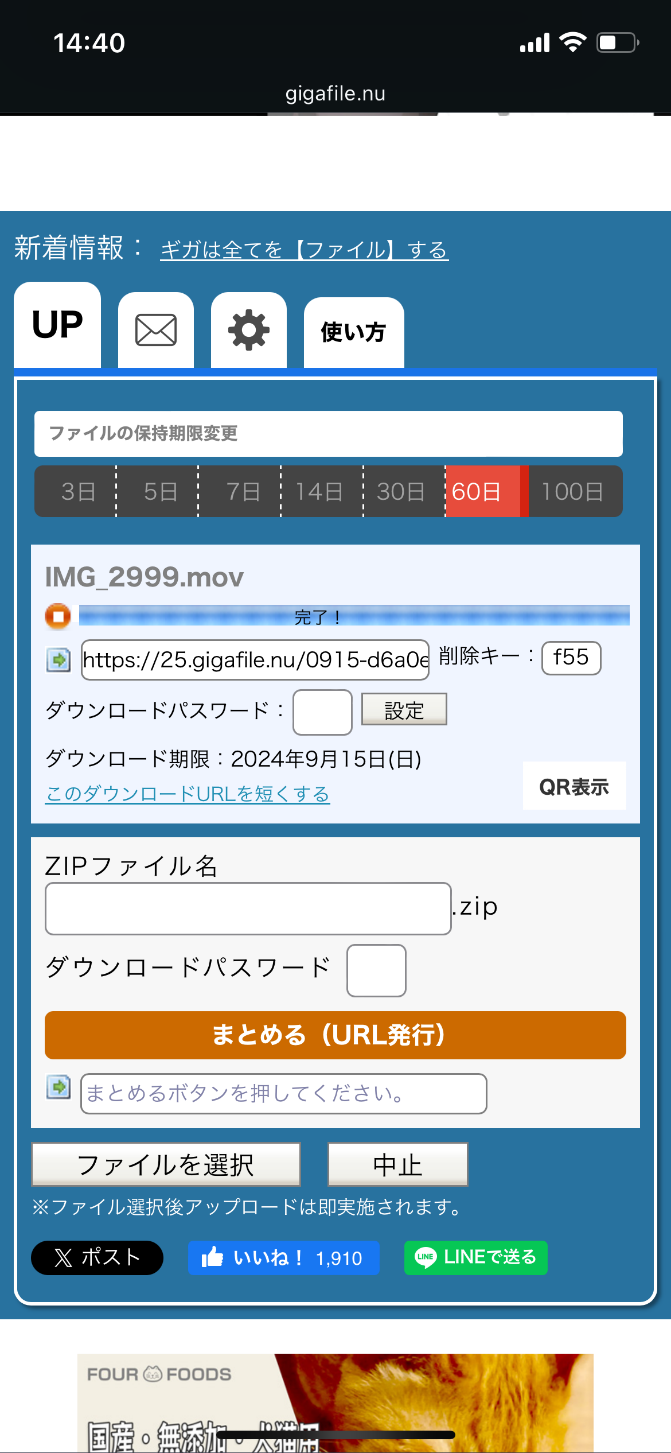 14:40
gigafile.nu
新着情報： ギガは全てを【ファイル】する
UP
使い方
ファイルの保持期限変更
3日 5日 7日 14日 30日 60日 100日
IMG_2999.mov
完了！
https://25.gigafile.nu/0915-d6a0e 削除キー： f55
ダウンロードパスワード： 設定
ダウンロード期限：2024年9月15日(日)
このダウンロードURLを短くする
QR表示
ZIPファイル名
.zip
ダウンロードパスワード
まとめる（URL発行）
まとめるボタンを押してください。
ファイルを選択 中止
※ファイル選択後アップロードは即実施されます。
X ポスト いいね！ 1,910 LINE LINEで送る
FOUR FOODS
国産・無添加・犬猫用